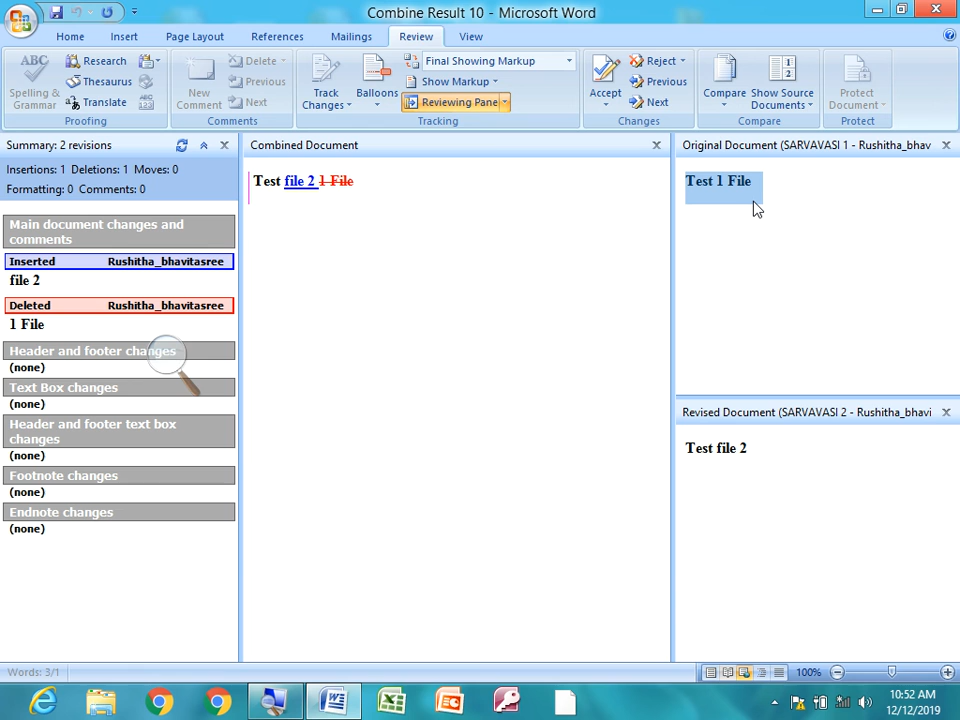 Combine Result 10 - Microsoft Word
Home Insert Page Layout References Mailings Review View
ABC Research Delete Final Showing Markup Reject
Thesaurus Previous Show Markup Previous
Spelling & Grammar Translate New Comment Next Track Changes Balloons Reviewing Pane Accept Next Compare Show Source Documents Protect Document
Proofing Comments Tracking Changes Compare Protect
Summary: 2 revisions
Insertions: 1 Deletions: 1 Moves: 0
Formatting: 0 Comments: 0
Main document changes and
comments
Inserted Rushitha_bhavitasree
file 2
Deleted Rushitha_bhavitasree
1 File
Header and footer changes
(none)
Text Box changes
(none)
Header and footer text box
changes
(none)
Footnote changes
(none)
Endnote changes
(none)
Combined Document
Test file 2 1 File
Original Document (SARVAVASI 1 - Rushitha_bhav
Test 1 File
Revised Document (SARVAVASI 2 - Rushitha_bhavi
Test file 2
Words: 3/1
100%
10:52 AM
12/12/2019